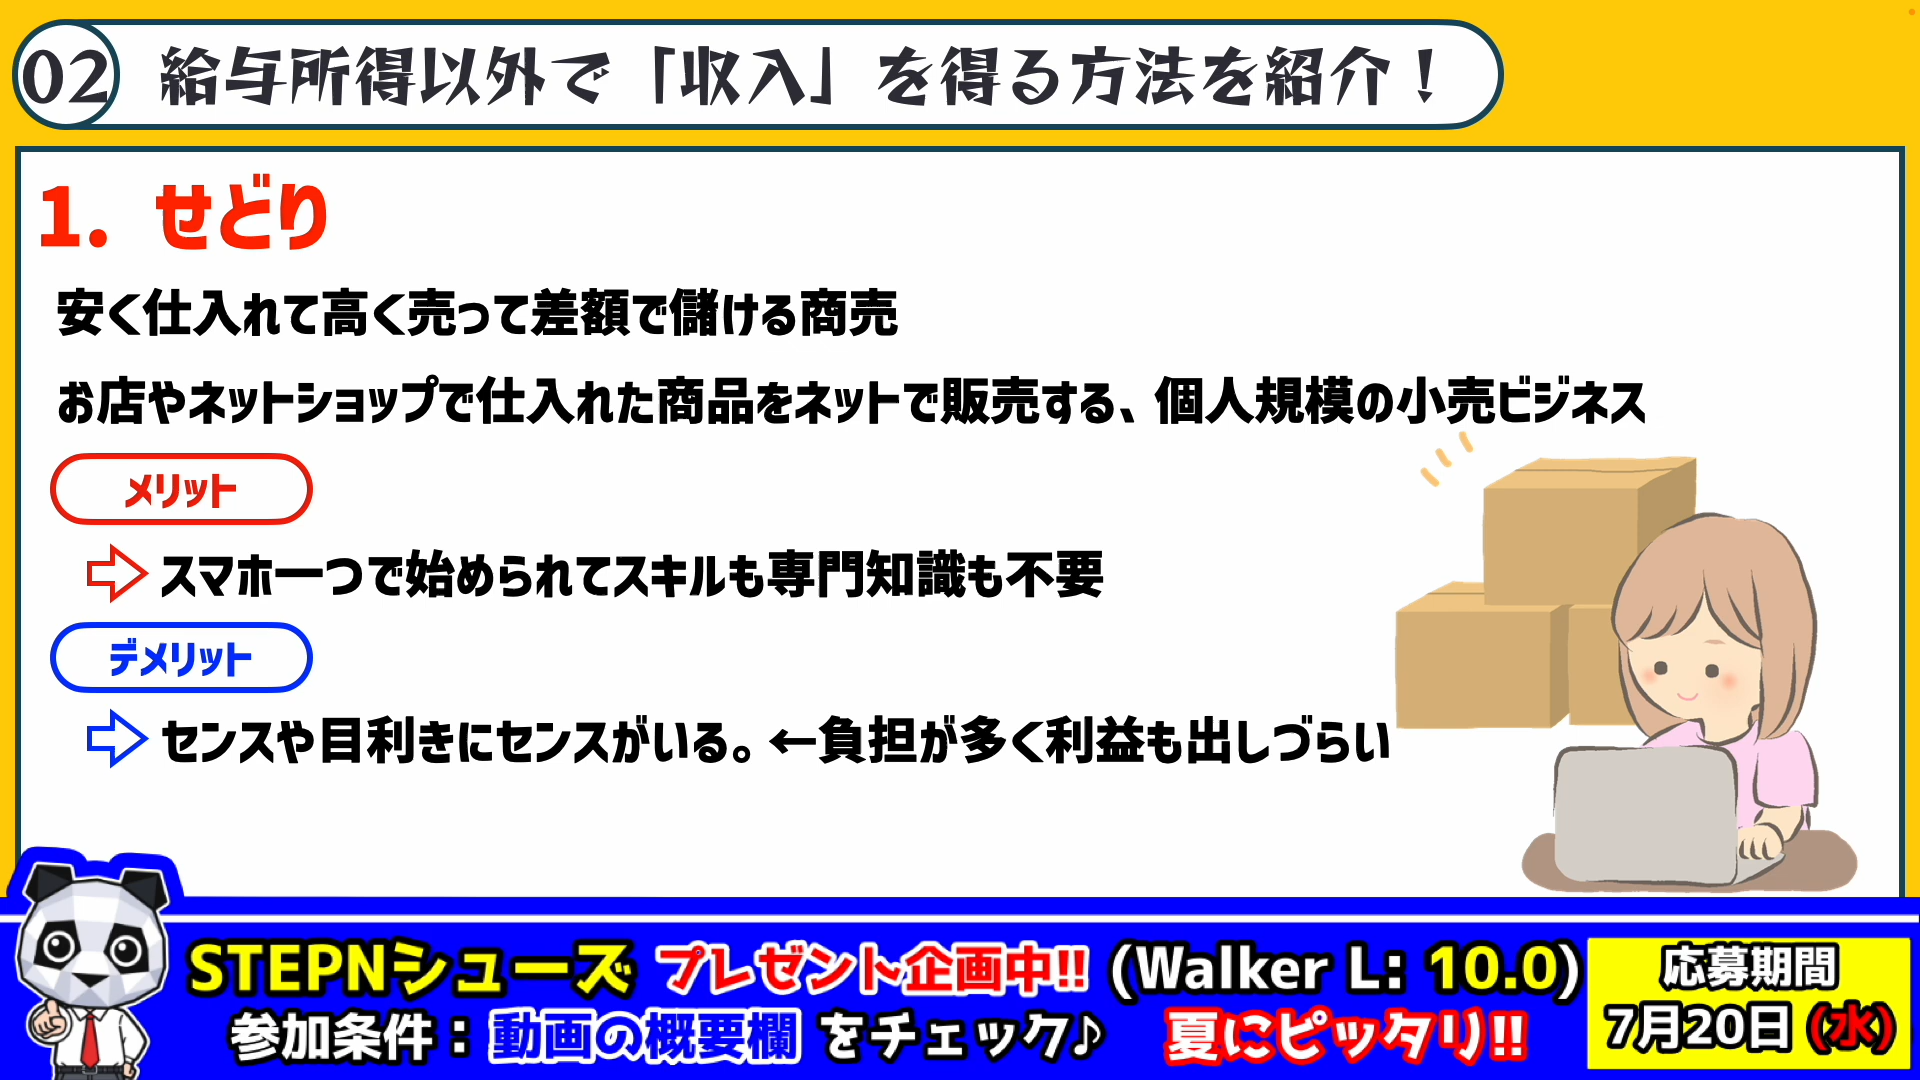 02 給与所得以外で「収入」を得る方法を紹介！
1. せどり
安く仕入れて高く売って差額で儲ける商売
お店やネットショップで仕入れた商品をネットで販売する、個人規模の小売ビジネス
メリット
スマホ一つで始められてスキルも専門知識も不要
デメリット
センスや目利きにセンスがいる。←負担が多く利益も出しづらい
STEPNシューズ プレゼント企画中!! (Walker L: 10.0)
参加条件：動画の概要欄 をチェック♪ 夏にピッタリ!!
応募期間
7月20日(水)